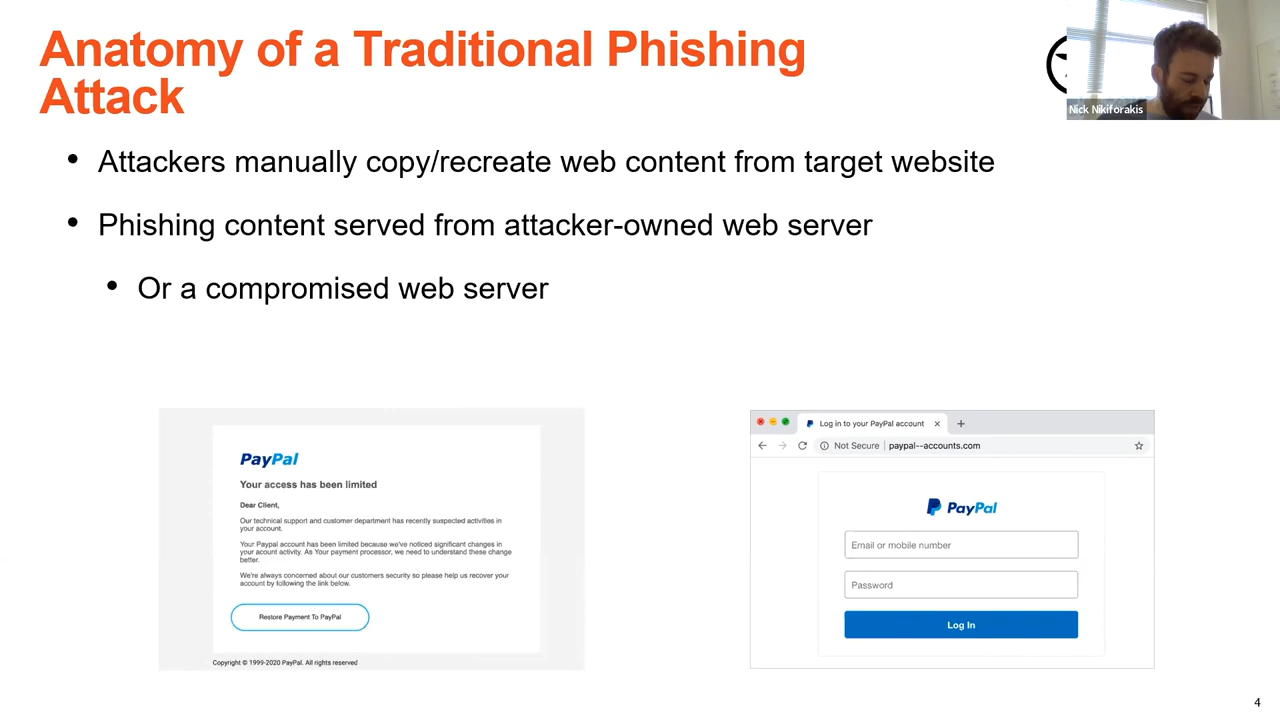 Anatomy of a Traditional Phishing
Attack
Nick Nikiforakis
• Attackers manually copy/recreate web content from target website
• Phishing content served from attacker-owned web server
• Or a compromised web server
PayPal
Your access has been limited
Dear Client,
Our technical support and customer department has recently suspected activities in
your account.
Your Paypal account has been limited because we've noticed significant changes in
your acount activity. As Your payment processor, we need to understand these change
better.
We're always concerned about our customers security so please help us recover your
account by following the link below.
Restore Payment To PayPal
Copyright © 1999-2020 PayPal. All rights reserved
Log in to your PayPal account
Not Secure | paypal--accounts.com
PayPal
Email or mobile number
Password
Log In
4